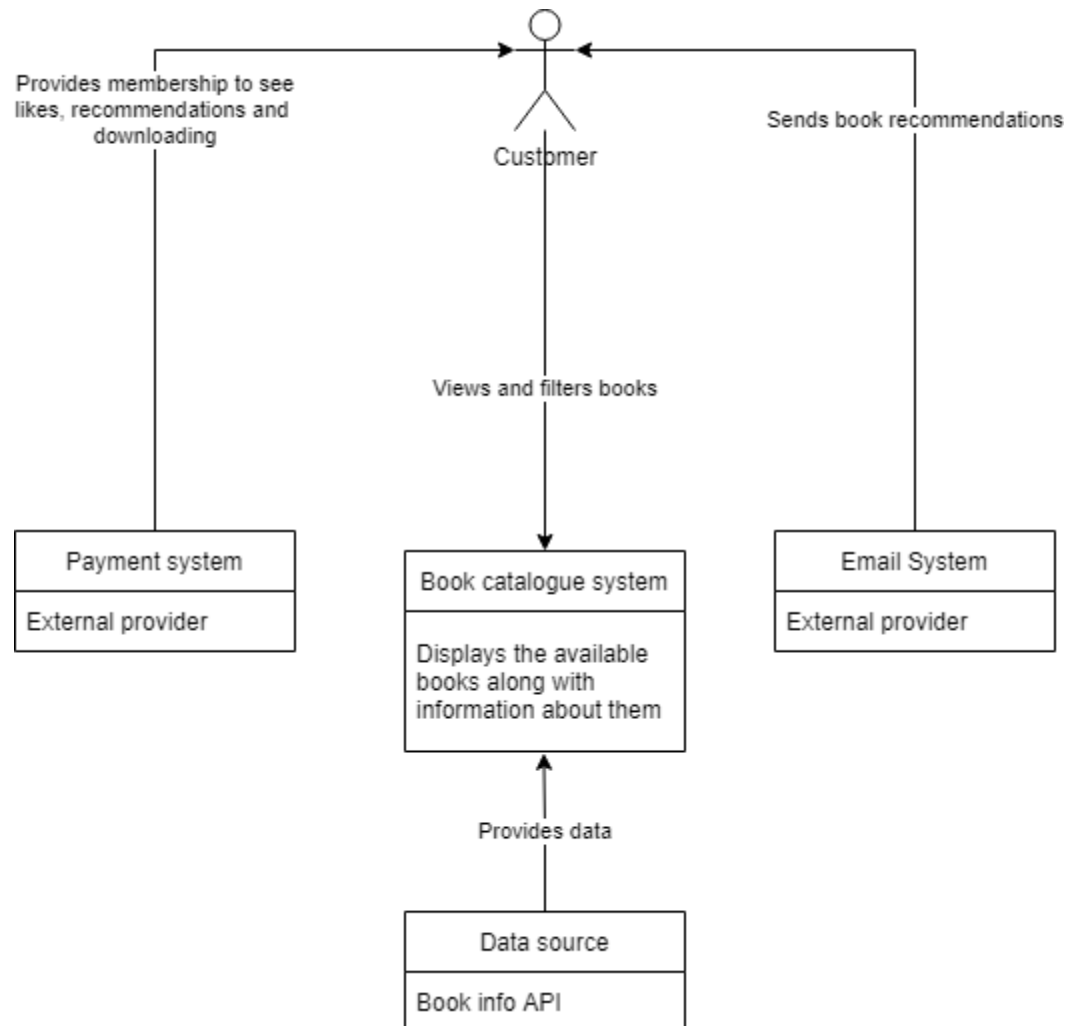 Provides membership to see
likes, recommendations and
downloading
Sends book recommendations
Customer
Views and filters books
Payment system
External provider
Book catalogue system
Displays the available
books along with
information about them
Email System
External provider
Provides data
Data source
Book info API